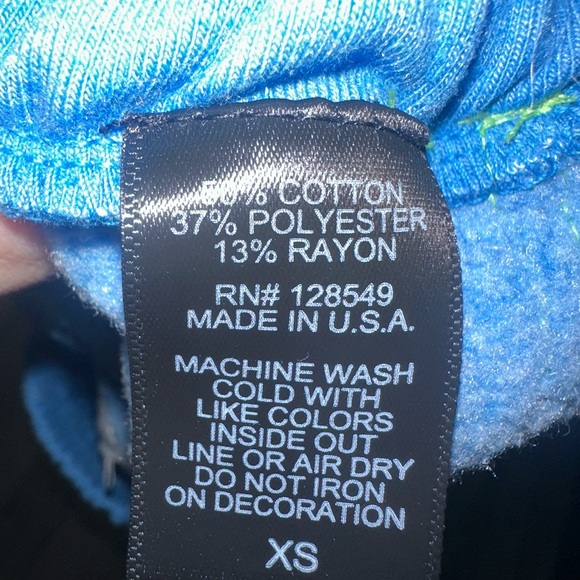 50% COTTON
37% POLYESTER
13% RAYON
RN# 128549
MADE IN U.S.A.
MACHINE WASH
COLD WITH
LIKE COLORS
INSIDE OUT
LINE OR AIR DRY
DO NOT IRON
ON DECORATION
XS